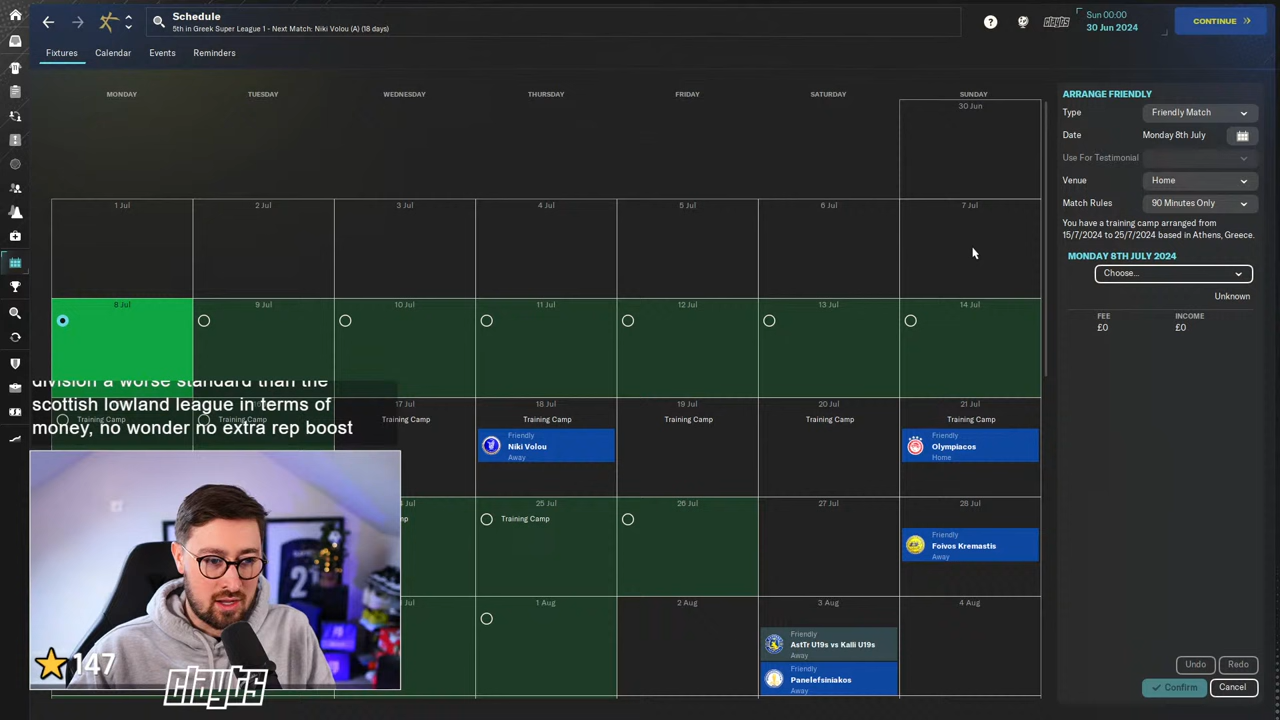 Schedule
5th in Greek Super League 1 - Next Match: Niki Volou (A) (18 days)
?
clayts
Sun 00:00
30 Jun 2024
CONTINUE
Fixtures
Calendar
Events
Reminders
MONDAY
TUESDAY
WEDNESDAY
THURSDAY
FRIDAY
SATURDAY
SUNDAY
30 Jun
1 Jul
2 Jul
3 Jul
4 Jul
5 Jul
6 Jul
7 Jul
8 Jul
9 Jul
10 Jul
11 Jul
12 Jul
13 Jul
14 Jul
17 Jul
18 Jul
19 Jul
20 Jul
21 Jul
Training Camp
Training Camp
Training Camp
Training Camp
Training Camp
Training Camp
Training Camp
Friendly
Niki Volou
Away
Friendly
Olympiacos
Home
25 Jul
26 Jul
27 Jul
28 Jul
Training Camp
Friendly
Foivos Kremastis
Away
1 Aug
2 Aug
3 Aug
4 Aug
Friendly
AstTr U19s vs Kalli U19s
Away
Friendly
Panelefsiniakos
Away
ARRANGE FRIENDLY
Type
Friendly Match
Date
Monday 8th July
Use For Testimonial
Venue
Home
Match Rules
90 Minutes Only
You have a training camp arranged from
15/7/2024 to 25/7/2024 based in Athens, Greece.
MONDAY 8TH JULY 2024
Choose...
Unknown
FEE
INCOME
£0
£0
Undo
Redo
Confirm
Cancel
division a worse standard than the
scottish lowland league in terms of
money, no wonder no extra rep boost
147
clayts